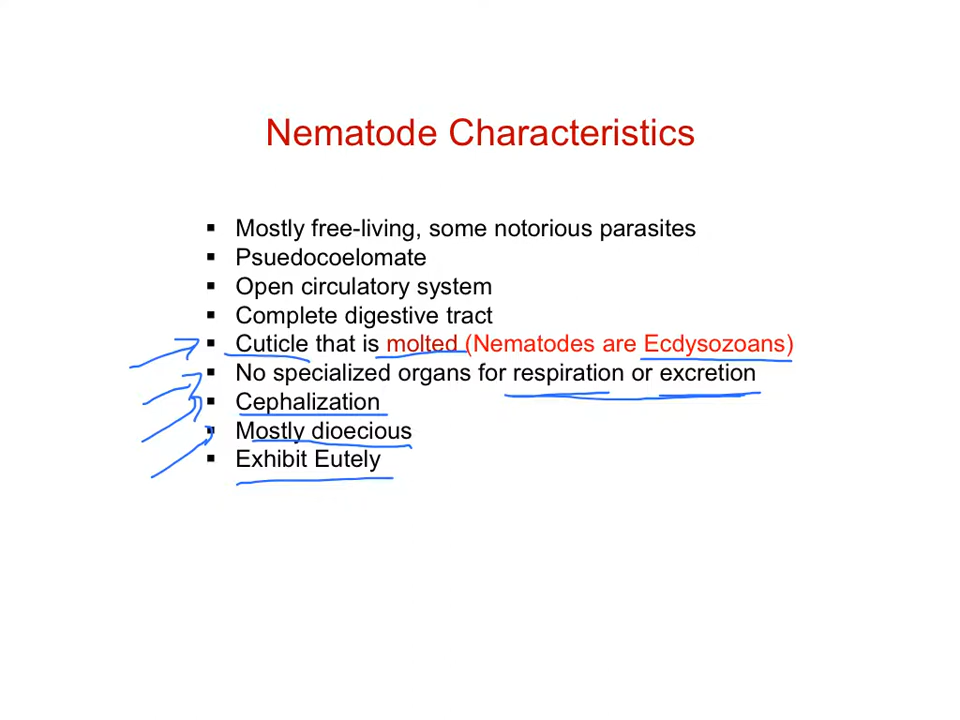 Nematode Characteristics
▪ Mostly free-living, some notorious parasites
▪ Psuedocoelomate
▪ Open circulatory system
▪ Complete digestive tract
▪ Cuticle that is molted (Nematodes are Ecdysozoans)
▪ No specialized organs for respiration or excretion
▪ Cephalization
▪ Mostly dioecious
▪ Exhibit Eutely